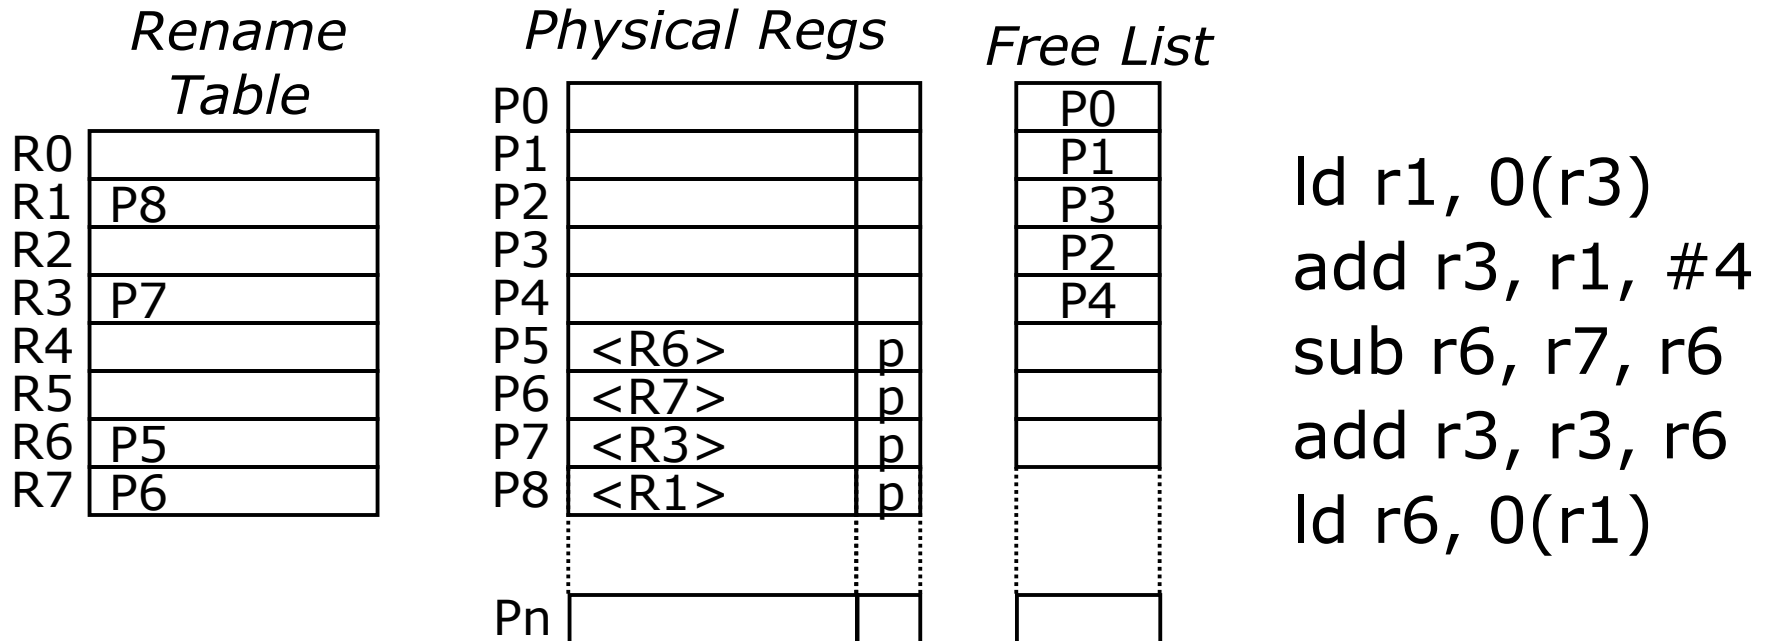 Rename
Table
R0
R1 P8
R2
R3 P7
R4
R5
R6 P5
R7 P6
Physical Regs
P0
P1
P2
P3
P4
P5 <R6> p
P6 <R7> p
P7 <R3> p
P8 <R1> p
Pn
Free List
P0
P1
P3
P2
P4
ld r1, 0(r3)
add r3, r1, #4
sub r6, r7, r6
add r3, r3, r6
ld r6, 0(r1)